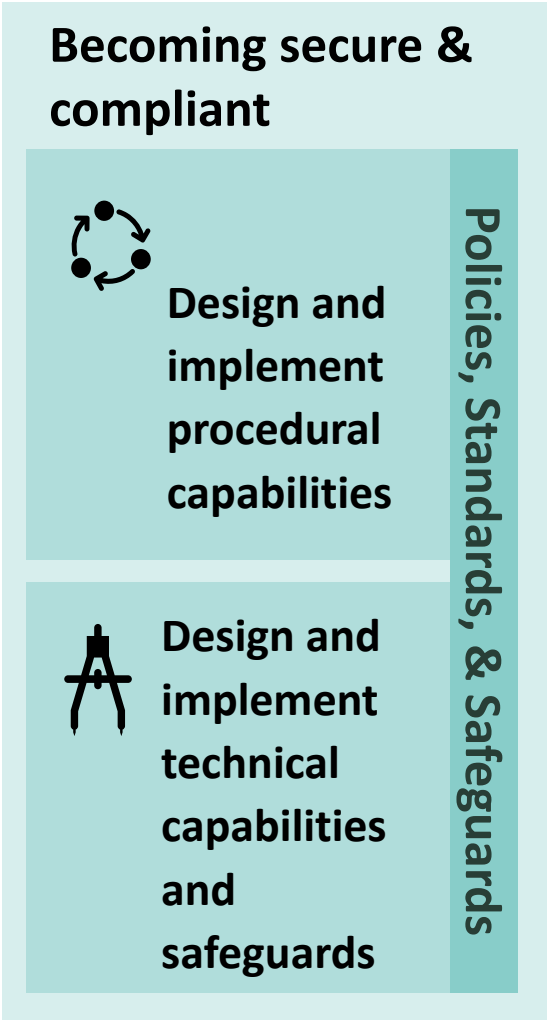 Becoming secure &
compliant
Design and
implement
procedural
capabilities
Design and
implement
technical
capabilities
and
safeguards
Policies, Standards, & Safeguards